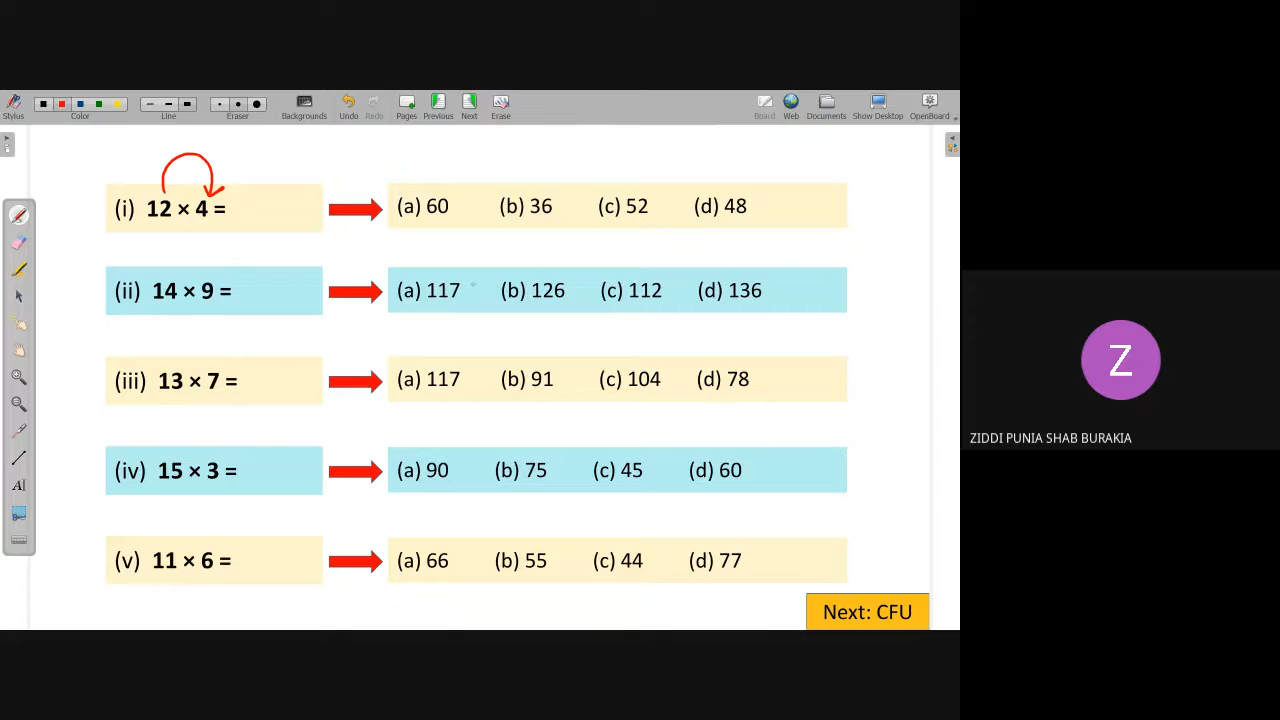 Stylus Color Line Eraser Backgrounds Undo Redo Pages Previous Next Erase Board Web Documents Show Desktop OpenBoard
(i) 12 × 4 = (a) 60 (b) 36 (c) 52 (d) 48
(ii) 14 × 9 = (a) 117 (b) 126 (c) 112 (d) 136
(iii) 13 × 7 = (a) 117 (b) 91 (c) 104 (d) 78
(iv) 15 × 3 = (a) 90 (b) 75 (c) 45 (d) 60
(v) 11 × 6 = (a) 66 (b) 55 (c) 44 (d) 77
Next: CFU
Z
ZIDDI PUNIA SHAB BURAKIA